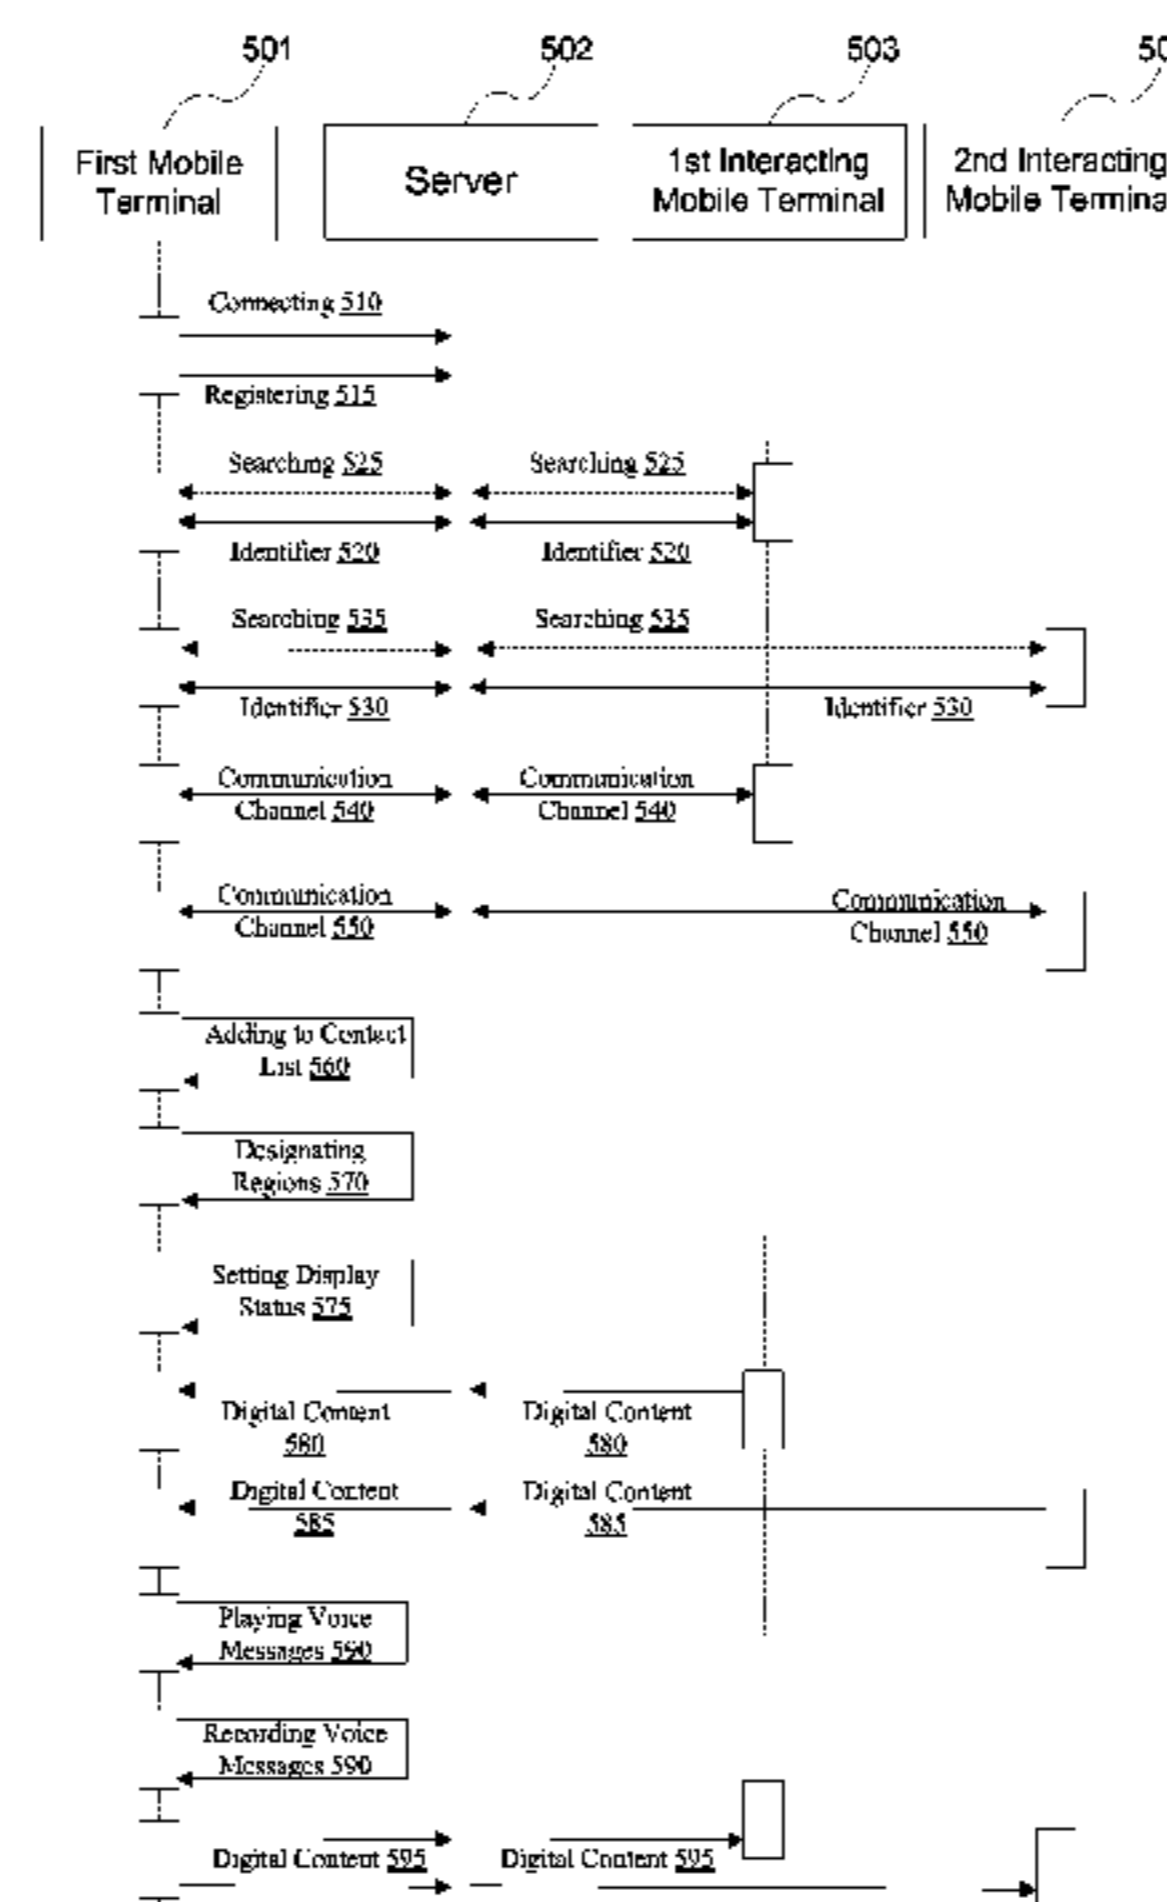 501
502
503
50
First Mobile
Terminal
Server
1st Interacting
Mobile Terminal
2nd Interacting
Mobile Termina
Connecting 510
Registering 515
Searching 525
Searching 525
Identifier 520
Identifier 520
Searching 535
Searching 535
Identifier 530
Identifier 530
Communication
Channel 540
Communication
Channel 540
Communication
Channel 550
Communication
Channel 550
Adding to Contact
List 560
Designating
Regions 570
Setting Display
Status 575
Digital Content
580
Digital Content
580
Digital Content
585
Digital Content
585
Playing Voice
Messages 590
Recording Voice
Messages 590
Digital Content 595
Digital Content 595